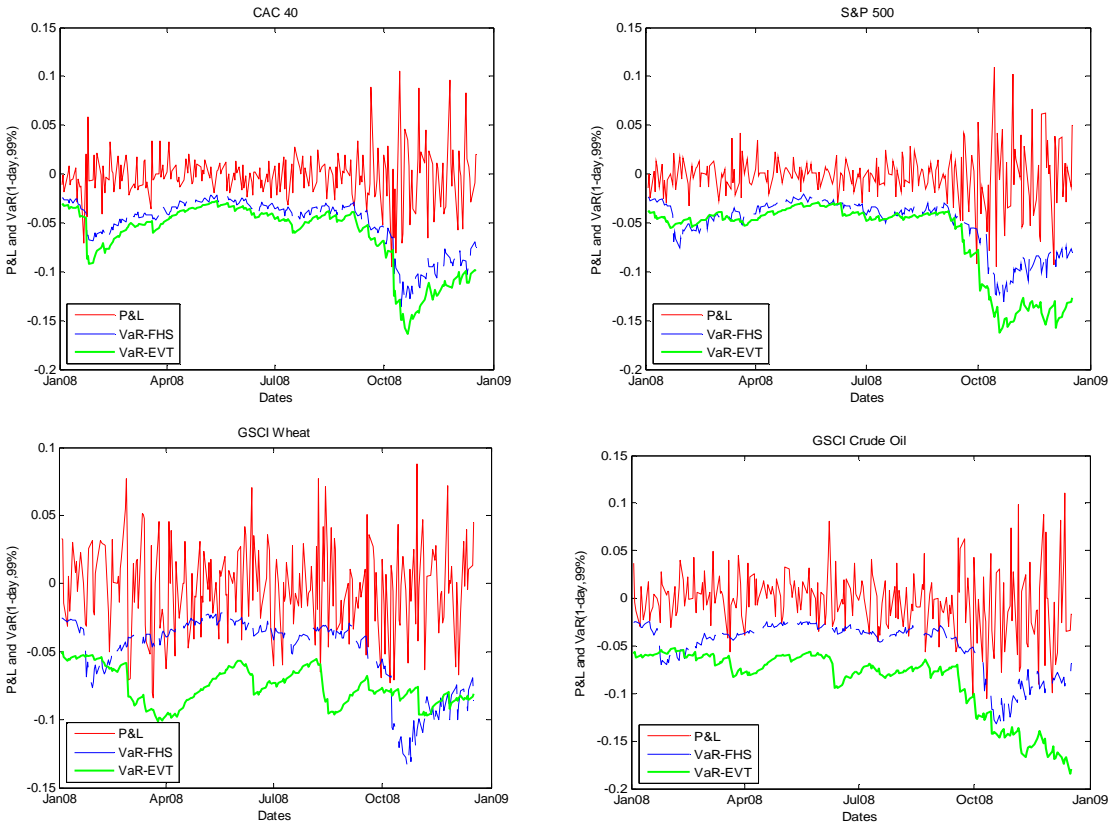 CAC 40
0.15
0.1
0.05
0
-0.05
-0.1
-0.15
-0.2
P&L and VaR(1-day,99%)
P&L
VaR-FHS
VaR-EVT
Jan08 Apr08 Jul08 Oct08 Jan09
Dates
S&P 500
0.15
0.1
0.05
0
-0.05
-0.1
-0.15
-0.2
P&L and VaR(1-day,99%)
P&L
VaR-FHS
VaR-EVT
Jan08 Apr08 Jul08 Oct08 Jan09
Dates
GSCI Wheat
0.1
0.05
0
-0.05
-0.1
-0.15
P&L and VaR(1-day,99%)
P&L
VaR-FHS
VaR-EVT
Jan08 Apr08 Jul08 Oct08 Jan09
Dates
GSCI Crude Oil
0.15
0.1
0.05
0
-0.05
-0.1
-0.15
-0.2
P&L and VaR(1-day,99%)
P&L
VaR-FHS
VaR-EVT
Jan08 Apr08 Jul08 Oct08 Jan09
Dates